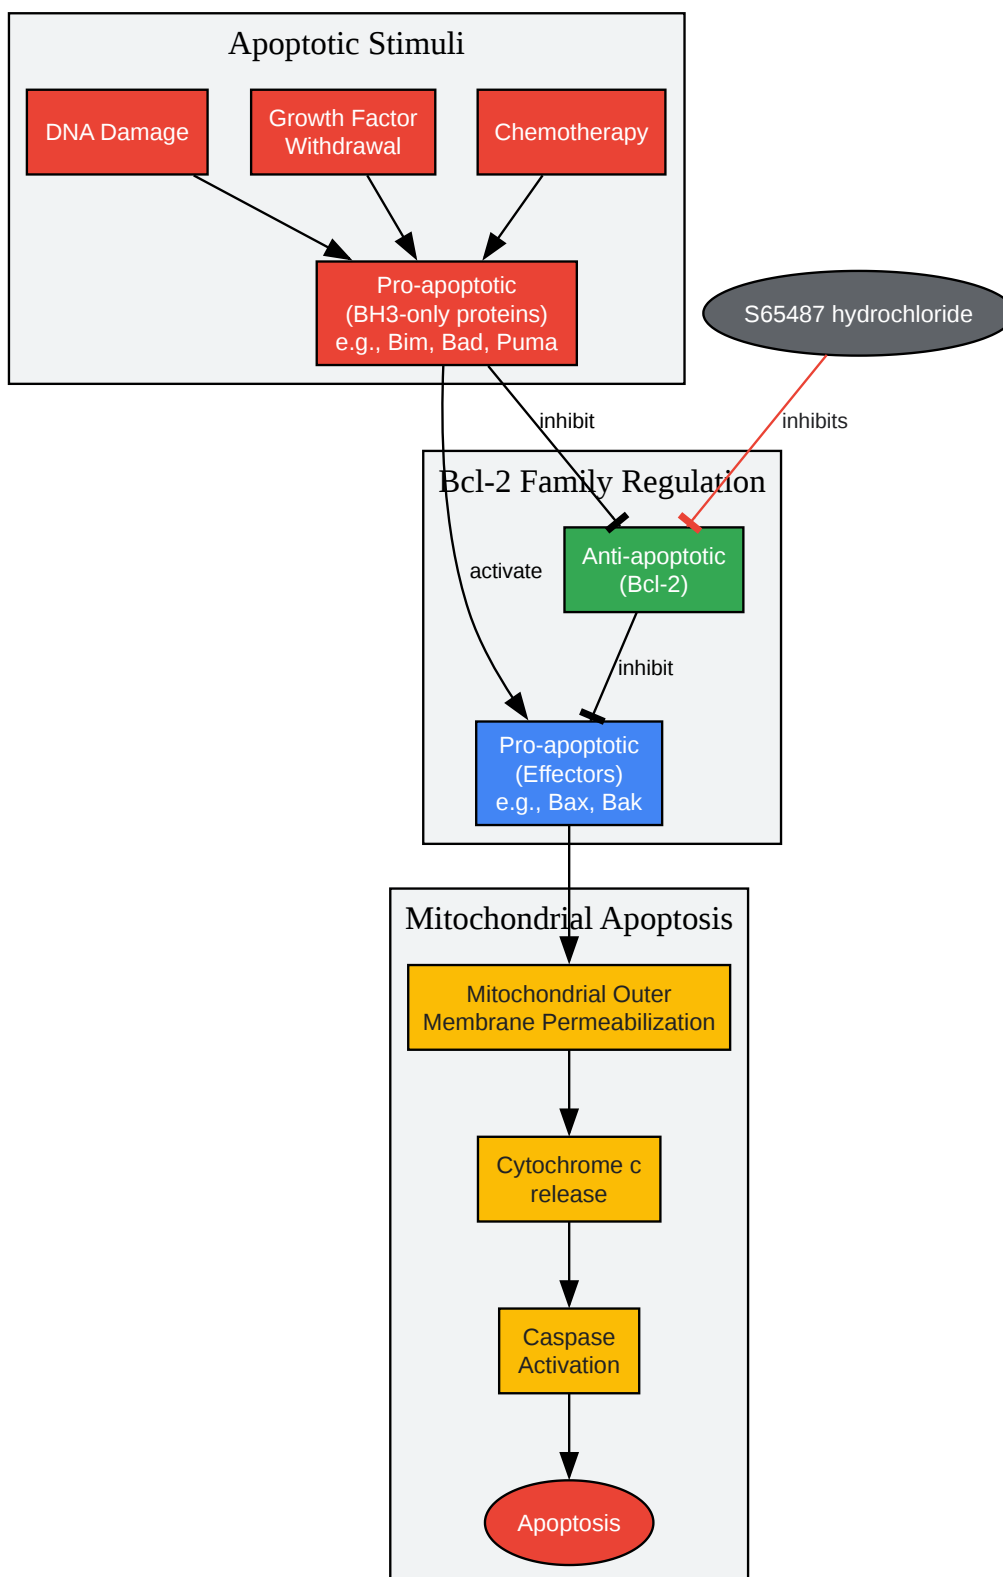 Apoptotic Stimuli
DNA Damage
Growth Factor
Withdrawal
Chemotherapy
Pro-apoptotic
(BH3-only proteins)
e.g., Bim, Bad, Puma
S65487 hydrochloride
inhibit
inhibits
Bcl-2 Family Regulation
Anti-apoptotic
(Bcl-2)
activate
inhibit
Pro-apoptotic
(Effectors)
e.g., Bax, Bak
Mitochondrial Apoptosis
Mitochondrial Outer
Membrane Permeabilization
Cytochrome c
release
Caspase
Activation
Apoptosis